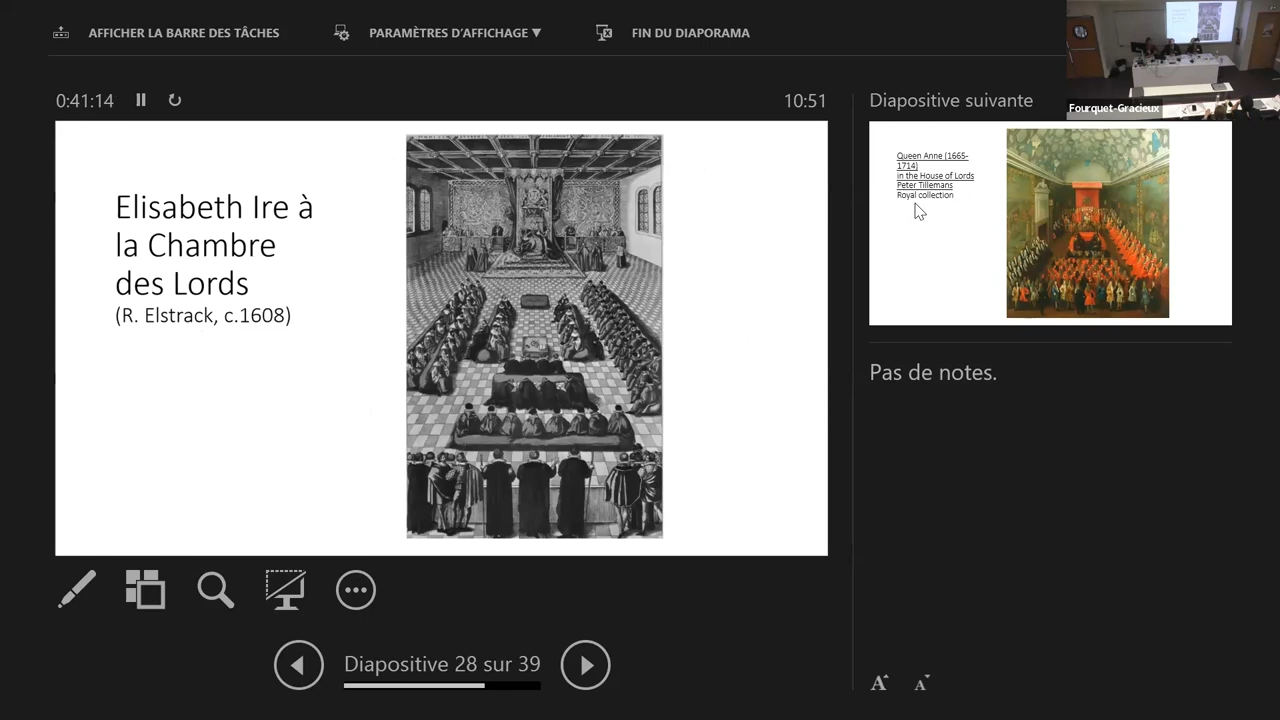 AFFICHER LA BARRE DES TÂCHES
PARAMÈTRES D'AFFICHAGE ▼
FIN DU DIAPORAMA
Fourquet-Gracieux
0:41:14
10:51
Diapositive suivante
Elisabeth Ire à
la Chambre
des Lords
(R. Elstrack, c.1608)
Queen Anne (1665-
1714)
in the House of Lords
Peter Tillemans
Royal collection
Pas de notes.
Diapositive 28 sur 39
A A